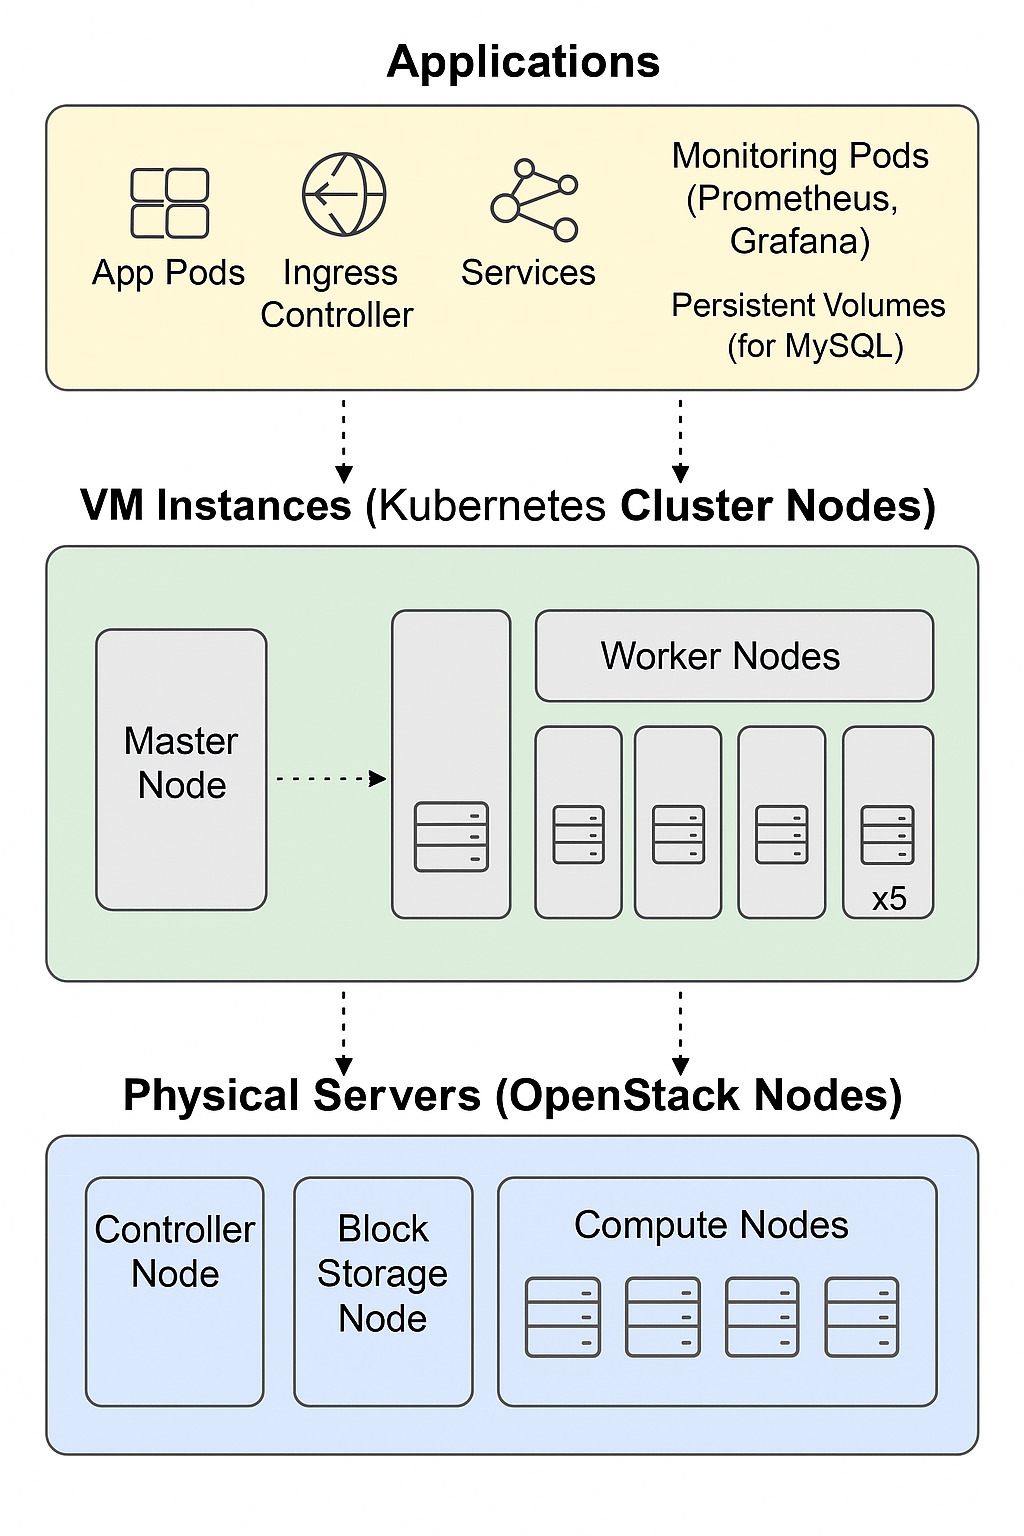 Applications
App Pods
Ingress
Controller
Services
Monitoring Pods
(Prometheus,
Grafana)
Persistent Volumes
(for MySQL)
VM Instances (Kubernetes Cluster Nodes)
Master
Node
Worker Nodes
x5
Physical Servers (OpenStack Nodes)
Controller
Node
Block
Storage
Node
Compute Nodes